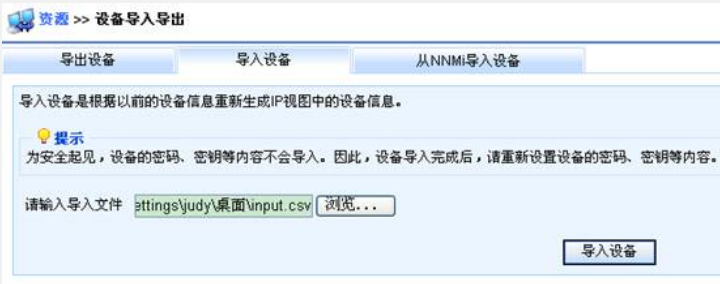 资源 >> 设备导入导出
导出设备 导入设备 从NNMi导入设备
导入设备是根据以前的设备信息重新生成IP视图中的设备信息。
提示
为安全起见，设备的密码、密钥等内容不会导入。因此，设备导入完成后，请重新设置设备的密码、密钥等内容。
请输入导入文件 ettings\judy\桌面\input.csv 浏览...
导入设备